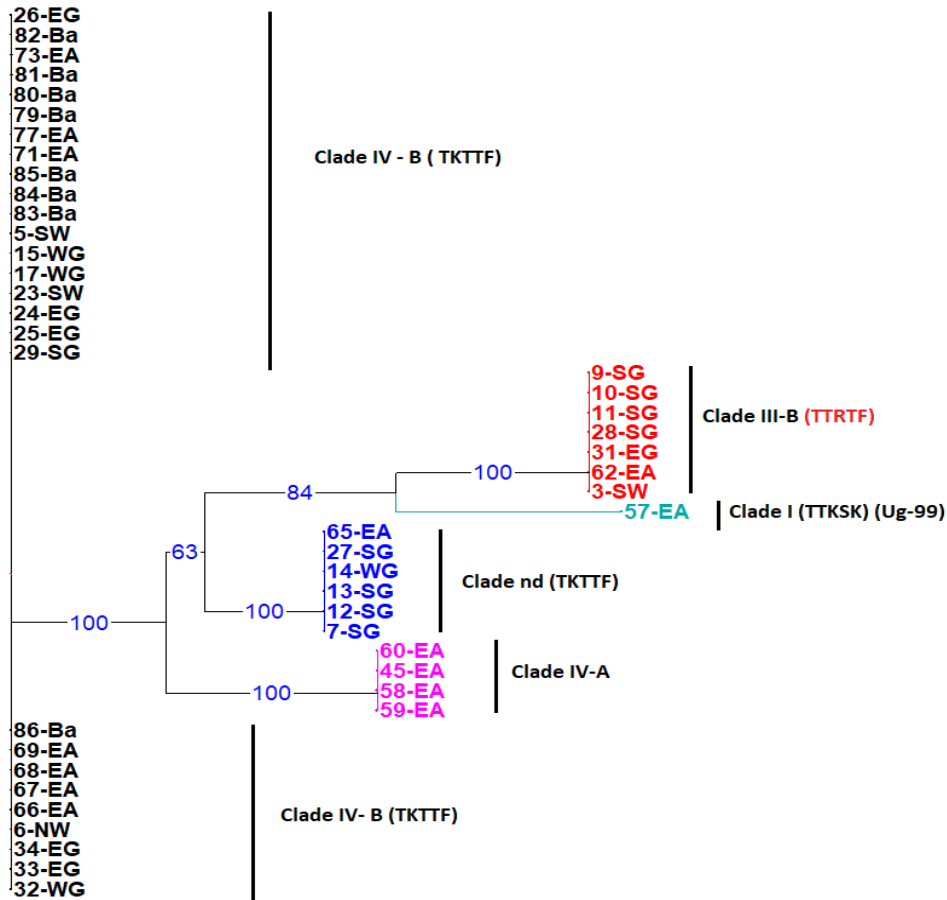 26-EG
82-Ba
73-EA
81-Ba
80-Ba
79-Ba
77-EA
71-EA
85-Ba
84-Ba
83-Ba
5-SW
15-WG
17-WG
23-SW
24-EG
25-EG
29-SG
Clade IV - B ( TKTTF)
9-SG
10-SG
11-SG
28-SG
31-EG
62-EA
3-SW
Clade III-B (TTRTF)
100
84
57-EA
Clade I (TTKSK) (Ug-99)
63
65-EA
27-SG
14-WG
13-SG
12-SG
7-SG
Clade nd (TKTTF)
100
100
60-EA
45-EA
58-EA
59-EA
Clade IV-A
100
86-Ba
69-EA
68-EA
67-EA
66-EA
6-NW
34-EG
33-EG
32-WG
Clade IV- B (TKTTF)